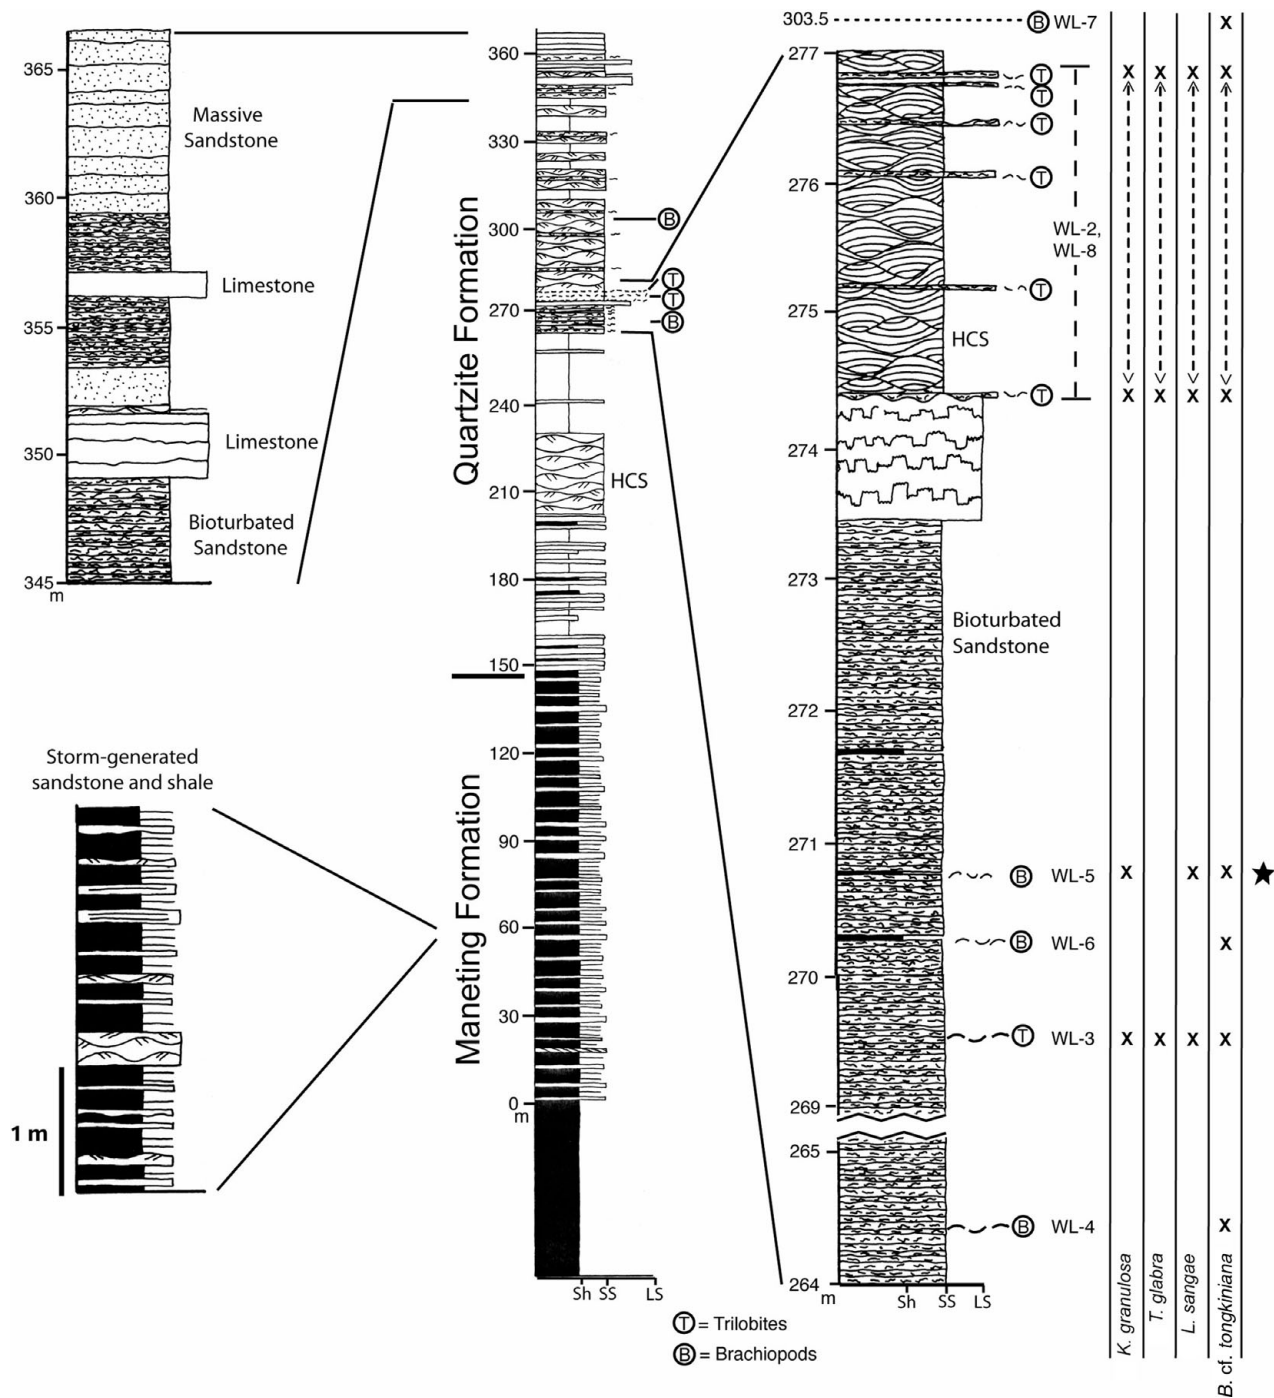 365
360
355
350
345
m
Massive
Sandstone
Limestone
Limestone
Bioturbated
Sandstone
Storm-generated
sandstone and shale
1 m
Quartzite Formation
Maneting Formation
360
330
300
270
240
210
180
150
120
90
60
30
0
m
B
T
T
B
HCS
Sh SS LS
T = Trilobites
B = Brachiopods
303.5 B WL-7 X
277
T X X X X
T
T
276
T
WL-2,
WL-8
T
275
HCS
T X X X X
274
273
Bioturbated
Sandstone
272
271
B WL-5 X X X ★
B WL-6 X
270
T WL-3 X X X X
269
265
B WL-4 X
264
m
Sh SS LS
K. granulosa
T. glabra
L. sangae
B. cf. tongkiniana